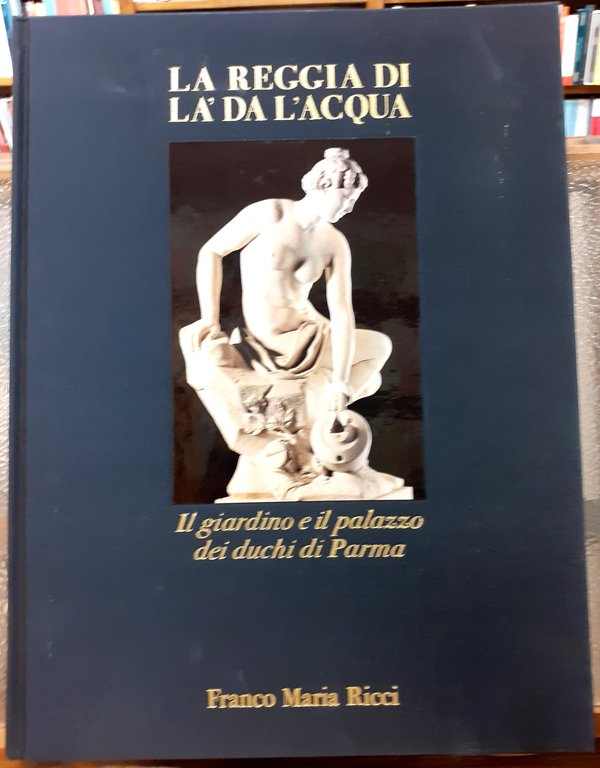 LA REGGIA DI
LA' DA L'ACQUA
Il giardino e il palazzo
dei duchi di Parma
Franco Maria Ricci